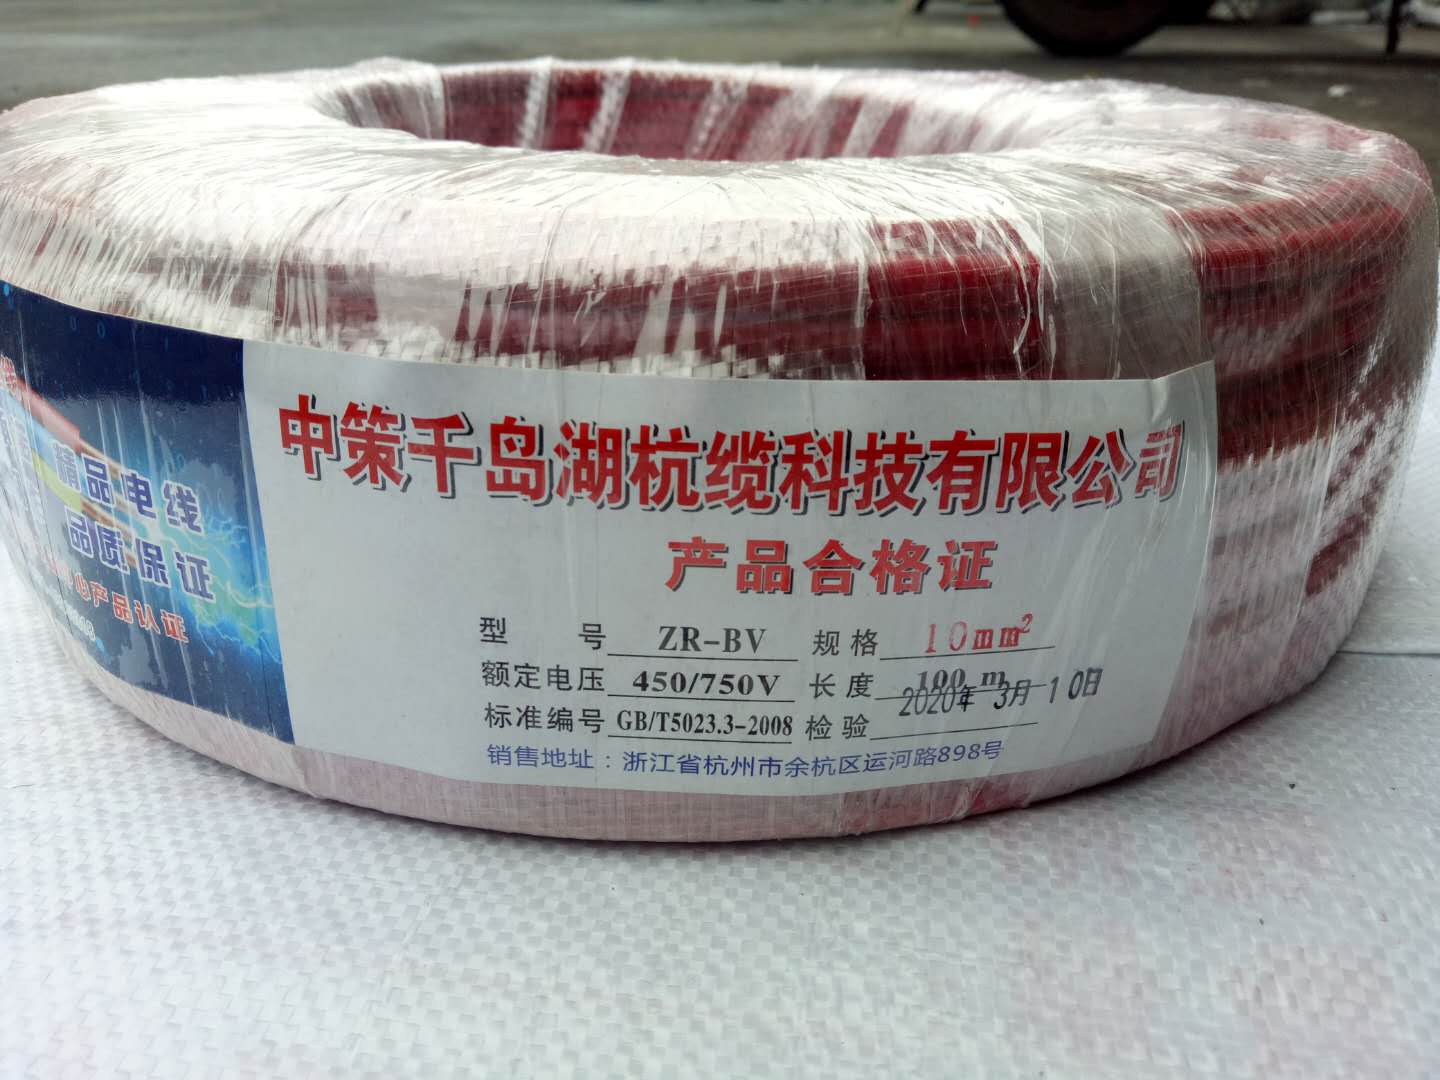 精品电线
品质保证
产品认证
中策千岛湖杭缆科技有限公司
产品合格证
型 号 ZR-BV 规格 10mm²
额定电压 450/750V 长度 100 m
2020年 3月 10日
标准编号 GB/T5023.3-2008 检验
销售地址：浙江省杭州市余杭区运河路898号